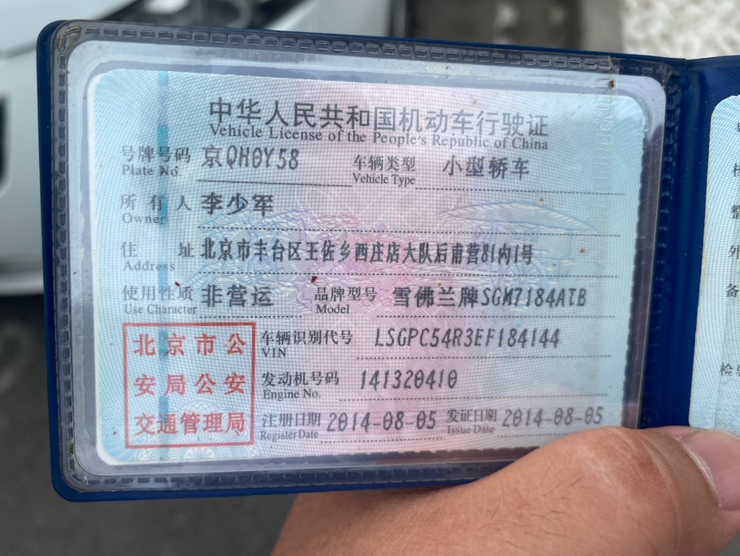 中华人民共和国机动车行驶证
Vehicle License of the People's Republic of China
号牌号码 京QH0Y58 车辆类型 小型轿车
Plate No. Vehicle Type
所有人 李少军
Owner
住址 北京市丰台区王佐乡西庄店大队后甫营81内1号
Address
使用性质 非营运 品牌型号 雪佛兰牌SGM7184ATB
Use Character Model
北京市公安局公安交通管理局
车辆识别代号 LSGPC54R3EF184144
VIN
发动机号码 141320410
Engine No.
注册日期 2014-08-05 发证日期 2014-08-05
Register Date Issue Date
外
备
检验